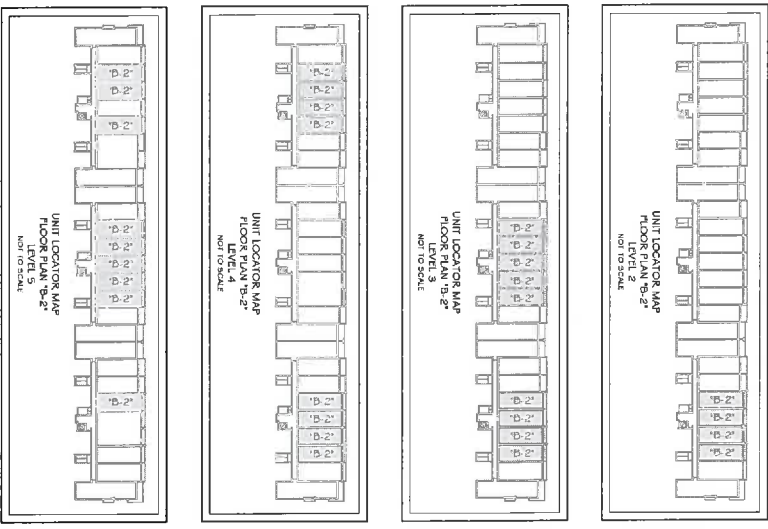 "B-2"
"B-2"
"B-2"
"B-2"
UNIT LOCATOR MAP
FLOOR PLAN "B-2"
LEVEL 2
NOT TO SCALE
"B-2"
"B-2"
"B-2"
"B-2"
"B-2"
"B-2"
"B-2"
"B-2"
"B-2"
UNIT LOCATOR MAP
FLOOR PLAN "B-2"
LEVEL 3
NOT TO SCALE
"B-2"
"B-2"
"B-2"
"B-2"
"B-2"
"B-2"
"B-2"
"B-2"
UNIT LOCATOR MAP
FLOOR PLAN "B-2"
LEVEL 4
NOT TO SCALE
"B-2"
"B-2"
"B-2"
"B-2"
"B-2"
"B-2"
"B-2"
"B-2"
"B-2"
UNIT LOCATOR MAP
FLOOR PLAN "B-2"
LEVEL 5
NOT TO SCALE